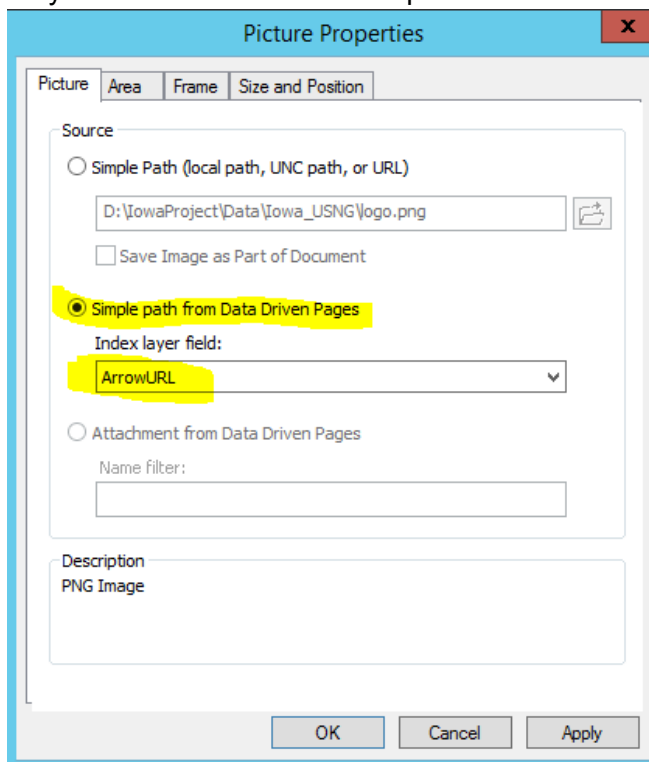 Picture Properties
x
Picture Area Frame Size and Position
Source
Simple Path (local path, UNC path, or URL)
D:\IowaProject\Data\Iowa_USNG\logo.png
Save Image as Part of Document
Simple path from Data Driven Pages
Index layer field:
ArrowURL
Attachment from Data Driven Pages
Name filter:
Description
PNG Image
OK Cancel Apply